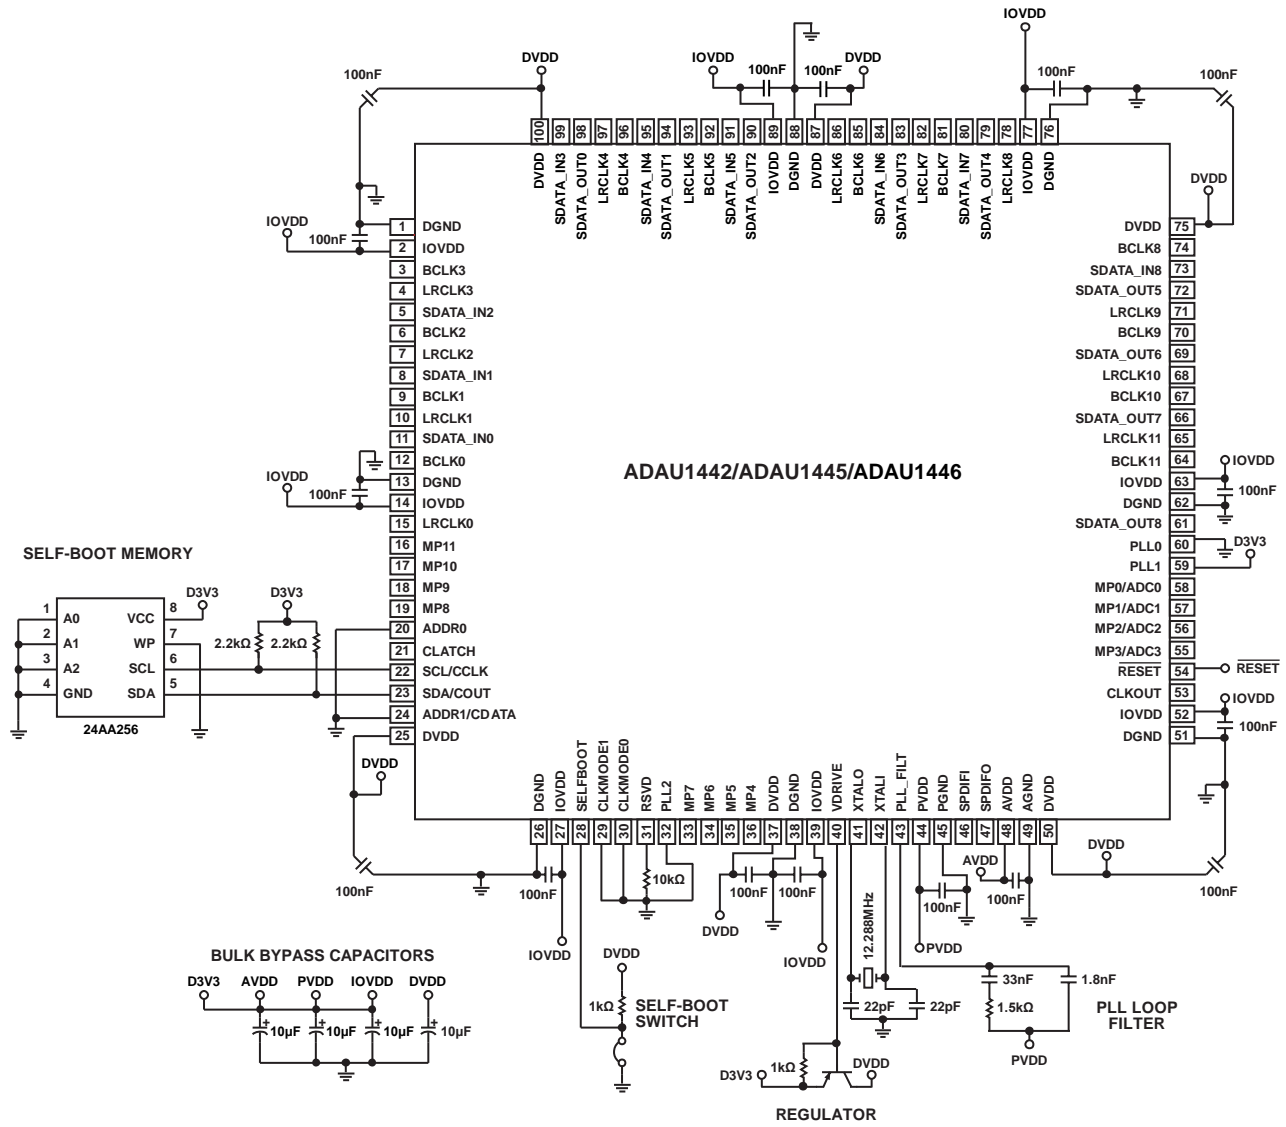 IOVDD
DVDD
IOVDD
DVDD
100nF
100nF
100nF
100nF
100nF
100 99 98 97 96 95 94 93 92 91 90 89 88 87 86 85 84 83 82 81 80 79 78 77 76
DVDD
SDATA_IN3
SDATA_OUT0
LRCLK4
BCLK4
SDATA_IN4
SDATA_OUT1
LRCLK5
BCLK5
SDATA_IN5
SDATA_OUT2
IOVDD
DGND
DVDD
LRCLK6
BCLK6
SDATA_IN6
SDATA_OUT3
LRCLK7
BCLK7
SDATA_IN7
SDATA_OUT4
LRCLK8
IOVDD
DGND
IOVDD
100nF
1 DGND
2 IOVDD
3 BCLK3
4 LRCLK3
5 SDATA_IN2
6 BCLK2
7 LRCLK2
8 SDATA_IN1
9 BCLK1
10 LRCLK1
11 SDATA_IN0
12 BCLK0
13 DGND
14 IOVDD
15 LRCLK0
16 MP11
17 MP10
18 MP9
19 MP8
20 ADDR0
21 CLATCH
22 SCL/CCLK
23 SDA/COUT
24 ADDR1/CDATA
25 DVDD
IOVDD
100nF
ADAU1442/ADAU1445/ADAU1446
DVDD
DVDD 75
BCLK8 74
SDATA_IN8 73
SDATA_OUT5 72
LRCLK9 71
BCLK9 70
SDATA_OUT6 69
LRCLK10 68
BCLK10 67
SDATA_OUT7 66
LRCLK11 65
BCLK11 64
IOVDD 63
DGND 62
SDATA_OUT8 61
PLL0 60
PLL1 59
MP0/ADC0 58
MP1/ADC1 57
MP2/ADC2 56
MP3/ADC3 55
RESET 54
CLKOUT 53
IOVDD 52
DGND 51
IOVDD
100nF
D3V3
RESET
IOVDD
100nF
SELF-BOOT MEMORY
D3V3
D3V3
1 A0 VCC 8
2 A1 WP 7
3 A2 SCL 6
4 GND SDA 5
24AA256
2.2kΩ 2.2kΩ
DVDD
100nF
DGND
IOVDD
SELFBOOT
CLKMODE1
CLKMODE0
RSVD
PLL2
MP7
MP6
MP5
MP4
DVDD
DGND
IOVDD
VDRIVE
XTALO
XTALI
PLL_FILT
PVDD
PGND
SPDIFI
SPDIFO
AVDD
AGND
DVDD
26 27 28 29 30 31 32 33 34 35 36 37 38 39 40 41 42 43 44 45 46 47 48 49 50
100nF
IOVDD
10kΩ
100nF
100nF
DVDD
IOVDD
12.288MHz
22pF
22pF
100nF
PVDD
AVDD
100nF
DVDD
100nF
BULK BYPASS CAPACITORS
D3V3 AVDD PVDD IOVDD DVDD
+ + + +
10µF 10µF 10µF 10µF
DVDD
1kΩ
SELF-BOOT
SWITCH
D3V3
1kΩ
DVDD
REGULATOR
33nF
1.8nF
1.5kΩ
PVDD
PLL LOOP
FILTER